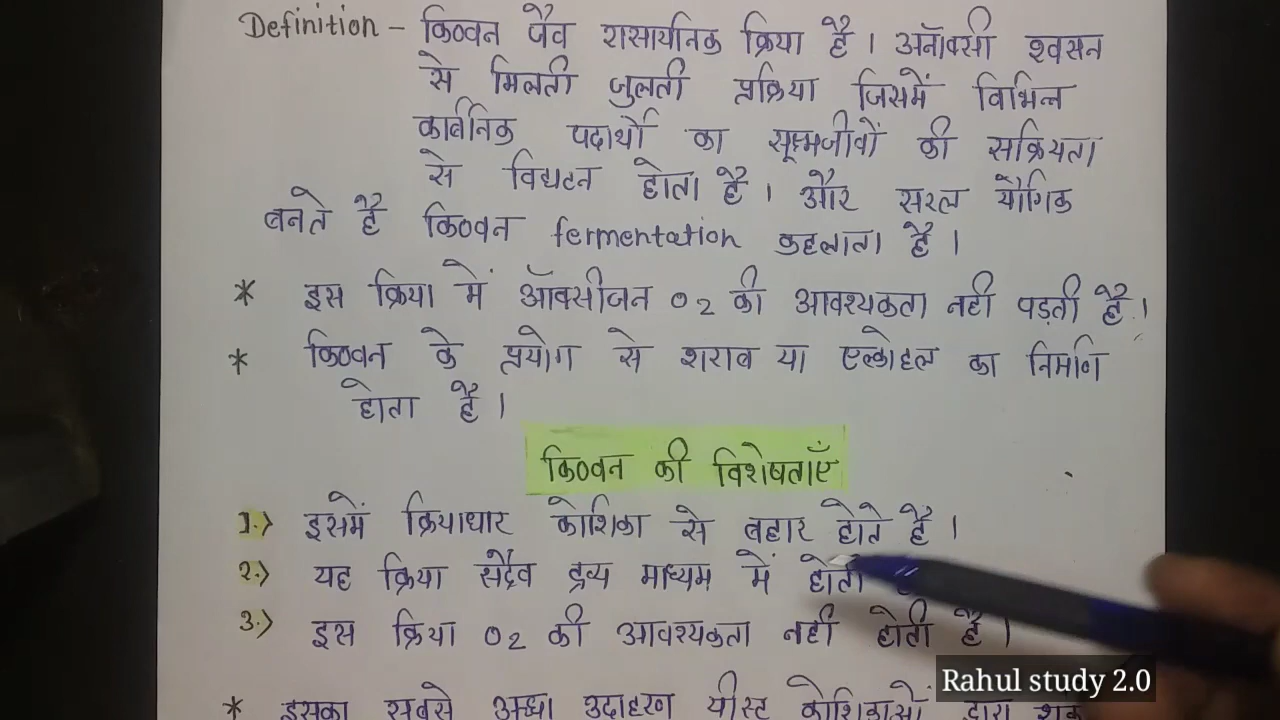 Definition – किण्वन जैव रासायनिक क्रिया है । अनॉक्सी श्वसन
से मिलती जुलती प्रक्रिया जिसमें विभिन्न
कार्बनिक पदार्थो का सूक्ष्मजीवों की सक्रियता
से विघटन होता है । और सरल यौगिक
बनते है किण्वन fermentation कहलाता है ।
* इस क्रिया में ऑक्सीजन O2 की आवश्यकता नही पड़ती है ।
* किण्वन के प्रयोग से शराब या एल्कोहल का निर्माण
होता है ।
किण्वन की विशेषताएँ
1.) इसमें क्रियाधार कोशिका से बहार होते है ।
2.) यह क्रिया सदैव द्रव्य माध्यम में होती
3.) इस क्रिया O2 की आवश्यकता नही होती है ।
* इसका सबसे अच्छा उदाहरण यीस्ट कोशिकाओं द्वारा
Rahul study 2.0